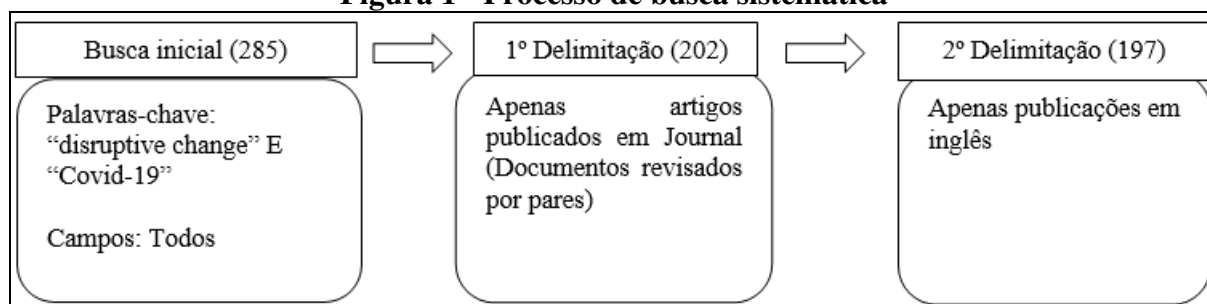 Figura 1 - Processo de busca sistemática
Busca inicial (285)
Palavras-chave:
“disruptive change” E
“Covid-19”
Campos: Todos
1º Delimitação (202)
Apenas artigos
publicados em Journal
(Documentos revisados
por pares)
2º Delimitação (197)
Apenas publicações em
inglês